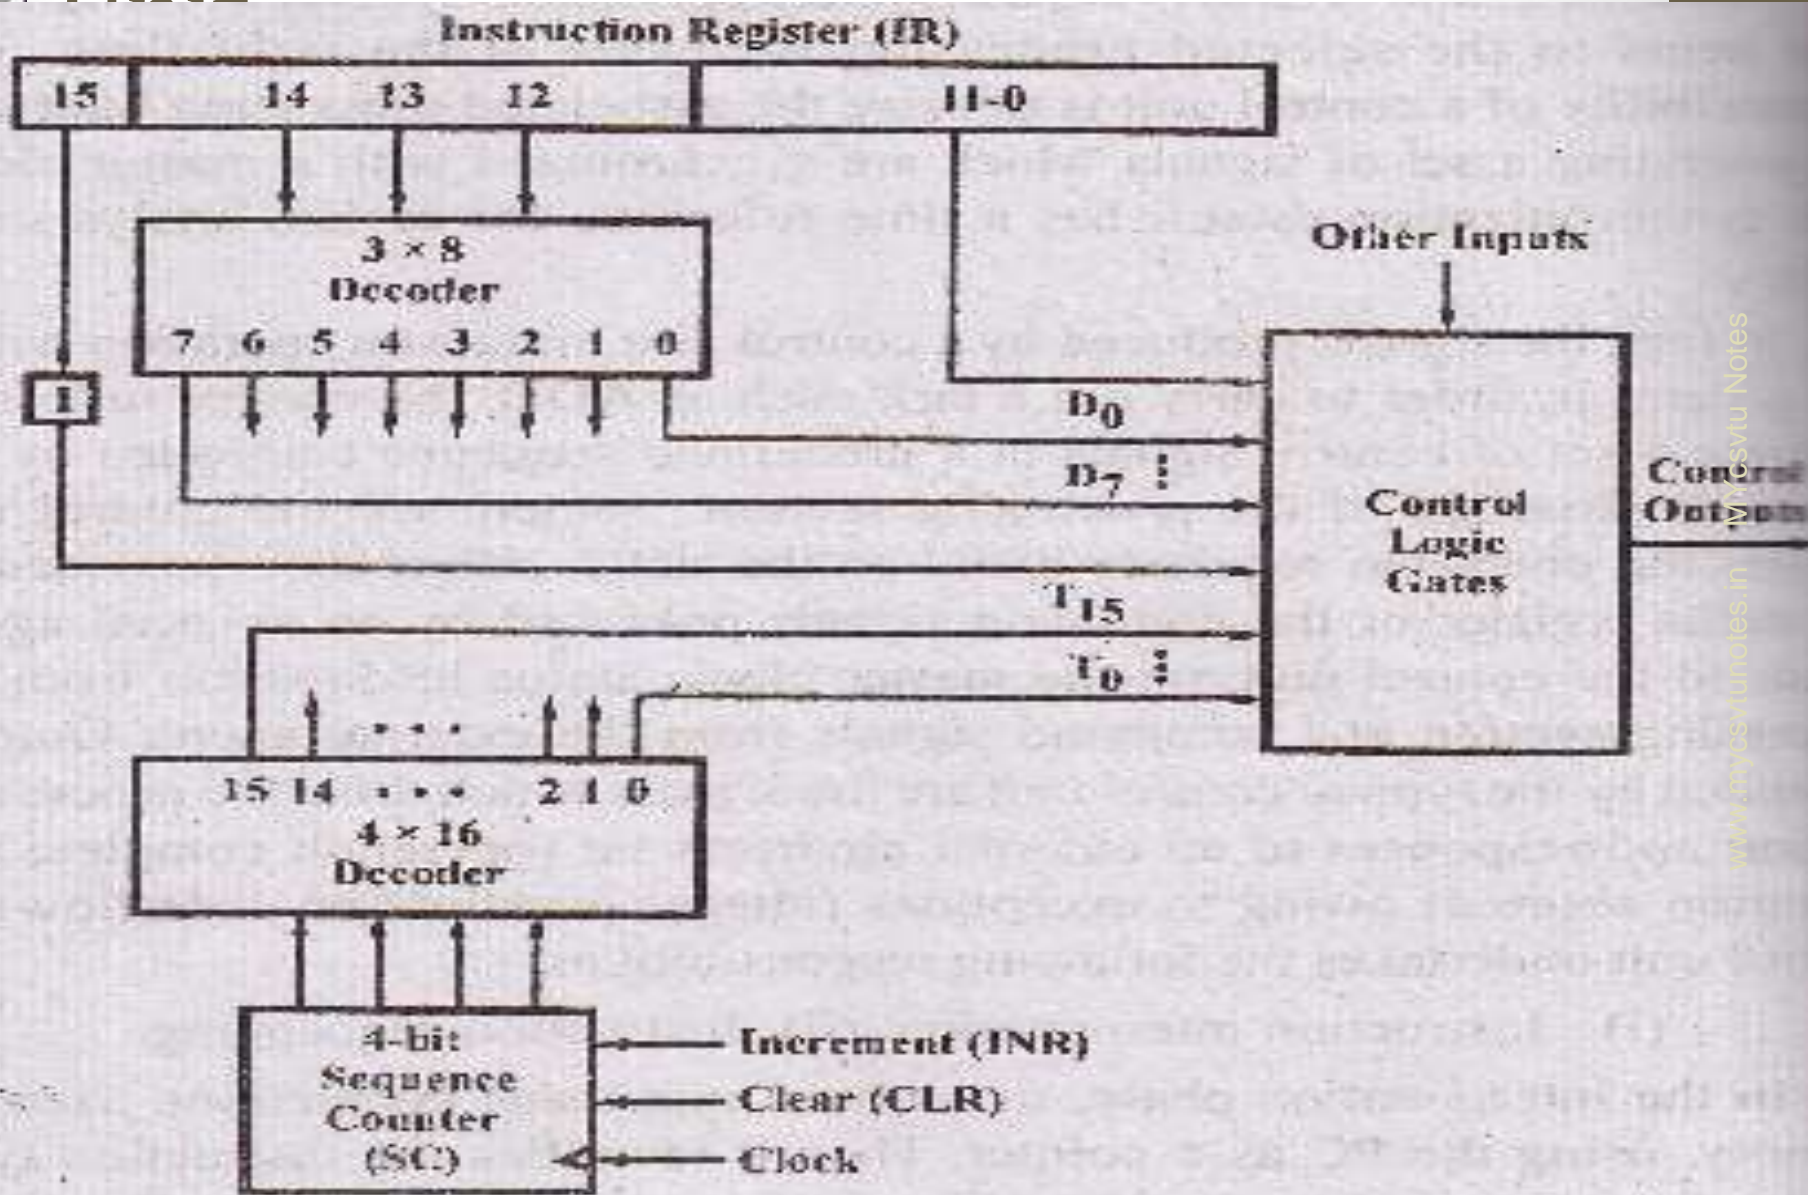 Instruction Register (IR)
15 14 13 12 11-0
3 × 8
Decoder
7 6 5 4 3 2 1 0
I
Other Inputs
D0
D7
T15
T0
Control
Logic
Gates
Control
Outputs
15 14 . . . 2 1 0
4 × 16
Decoder
4-bit
Sequence
Counter
(SC)
Increment (INR)
Clear (CLR)
Clock
www.mycsvtunotes.in MYcsvtu Notes